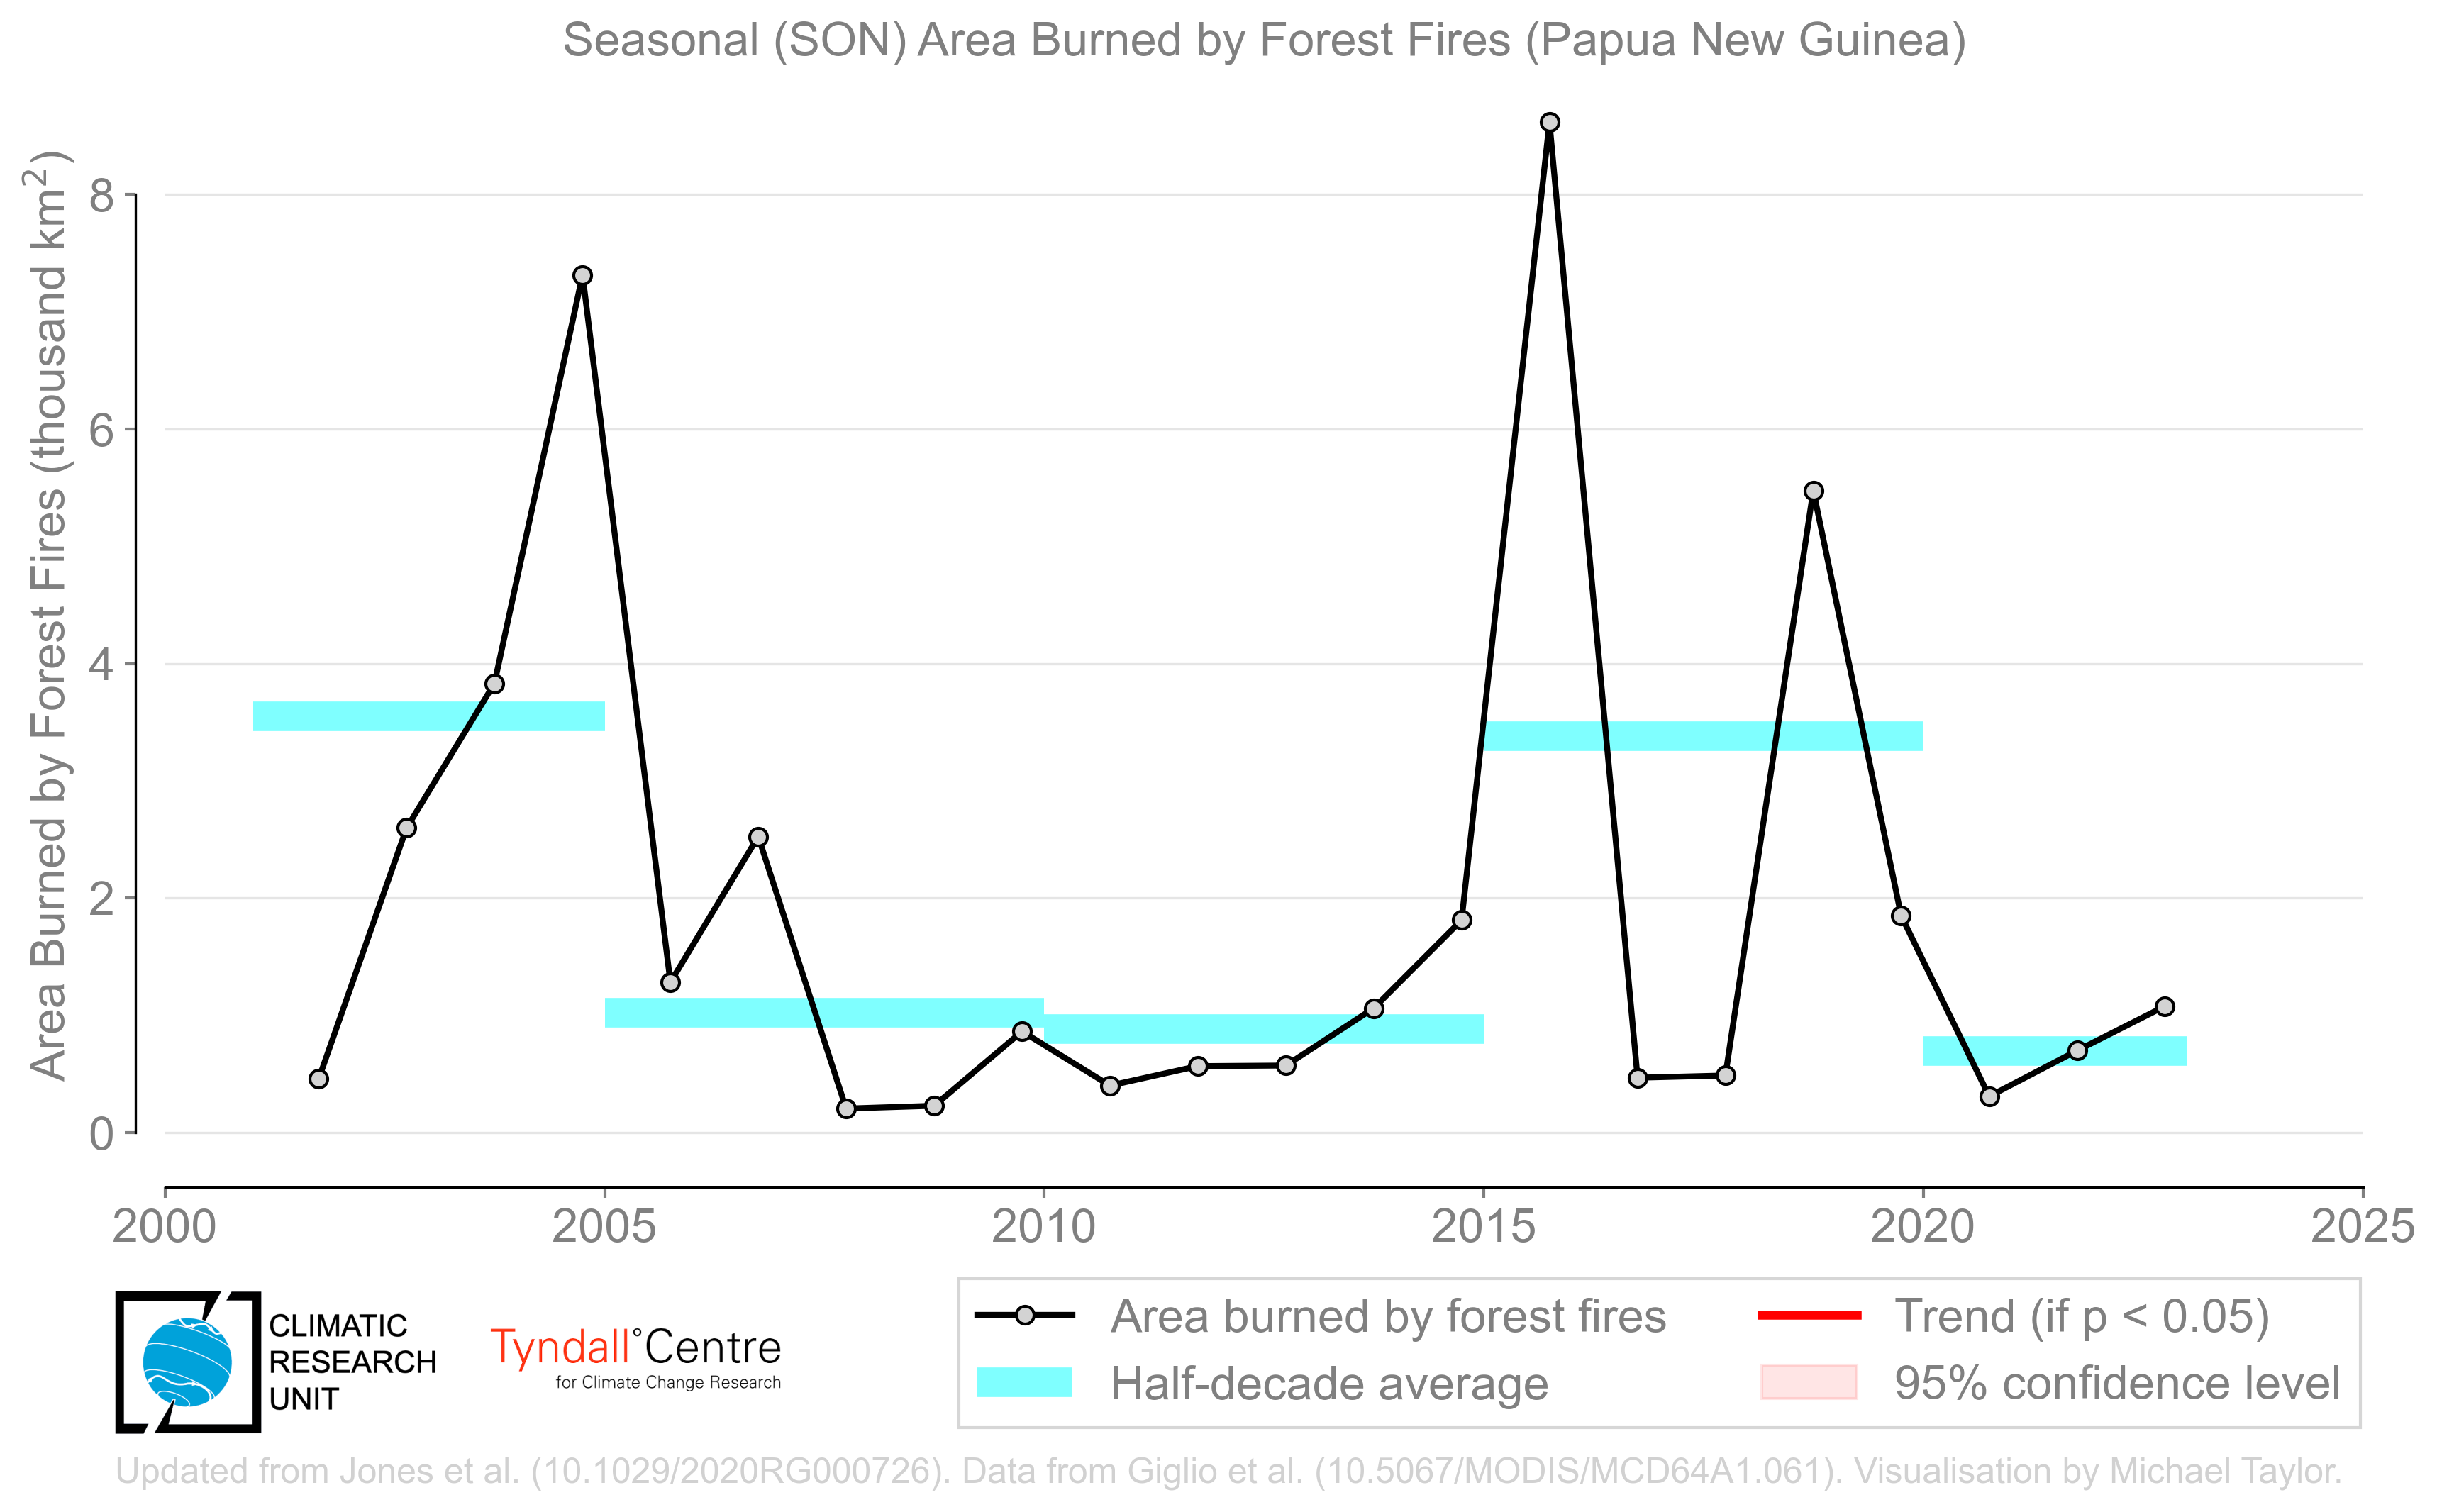 Seasonal (SON) Area Burned by Forest Fires (Papua New Guinea)
Area Burned by Forest Fires (thousand km²)
8
6
4
2
0
2000 2005 2010 2015 2020 2025
CLIMATIC
RESEARCH
UNIT
Tyndall°Centre
for Climate Change Research
Area burned by forest fires
Half-decade average
Trend (if p < 0.05)
95% confidence level
Updated from Jones et al. (10.1029/2020RG000726). Data from Giglio et al. (10.5067/MODIS/MCD64A1.061). Visualisation by Michael Taylor.